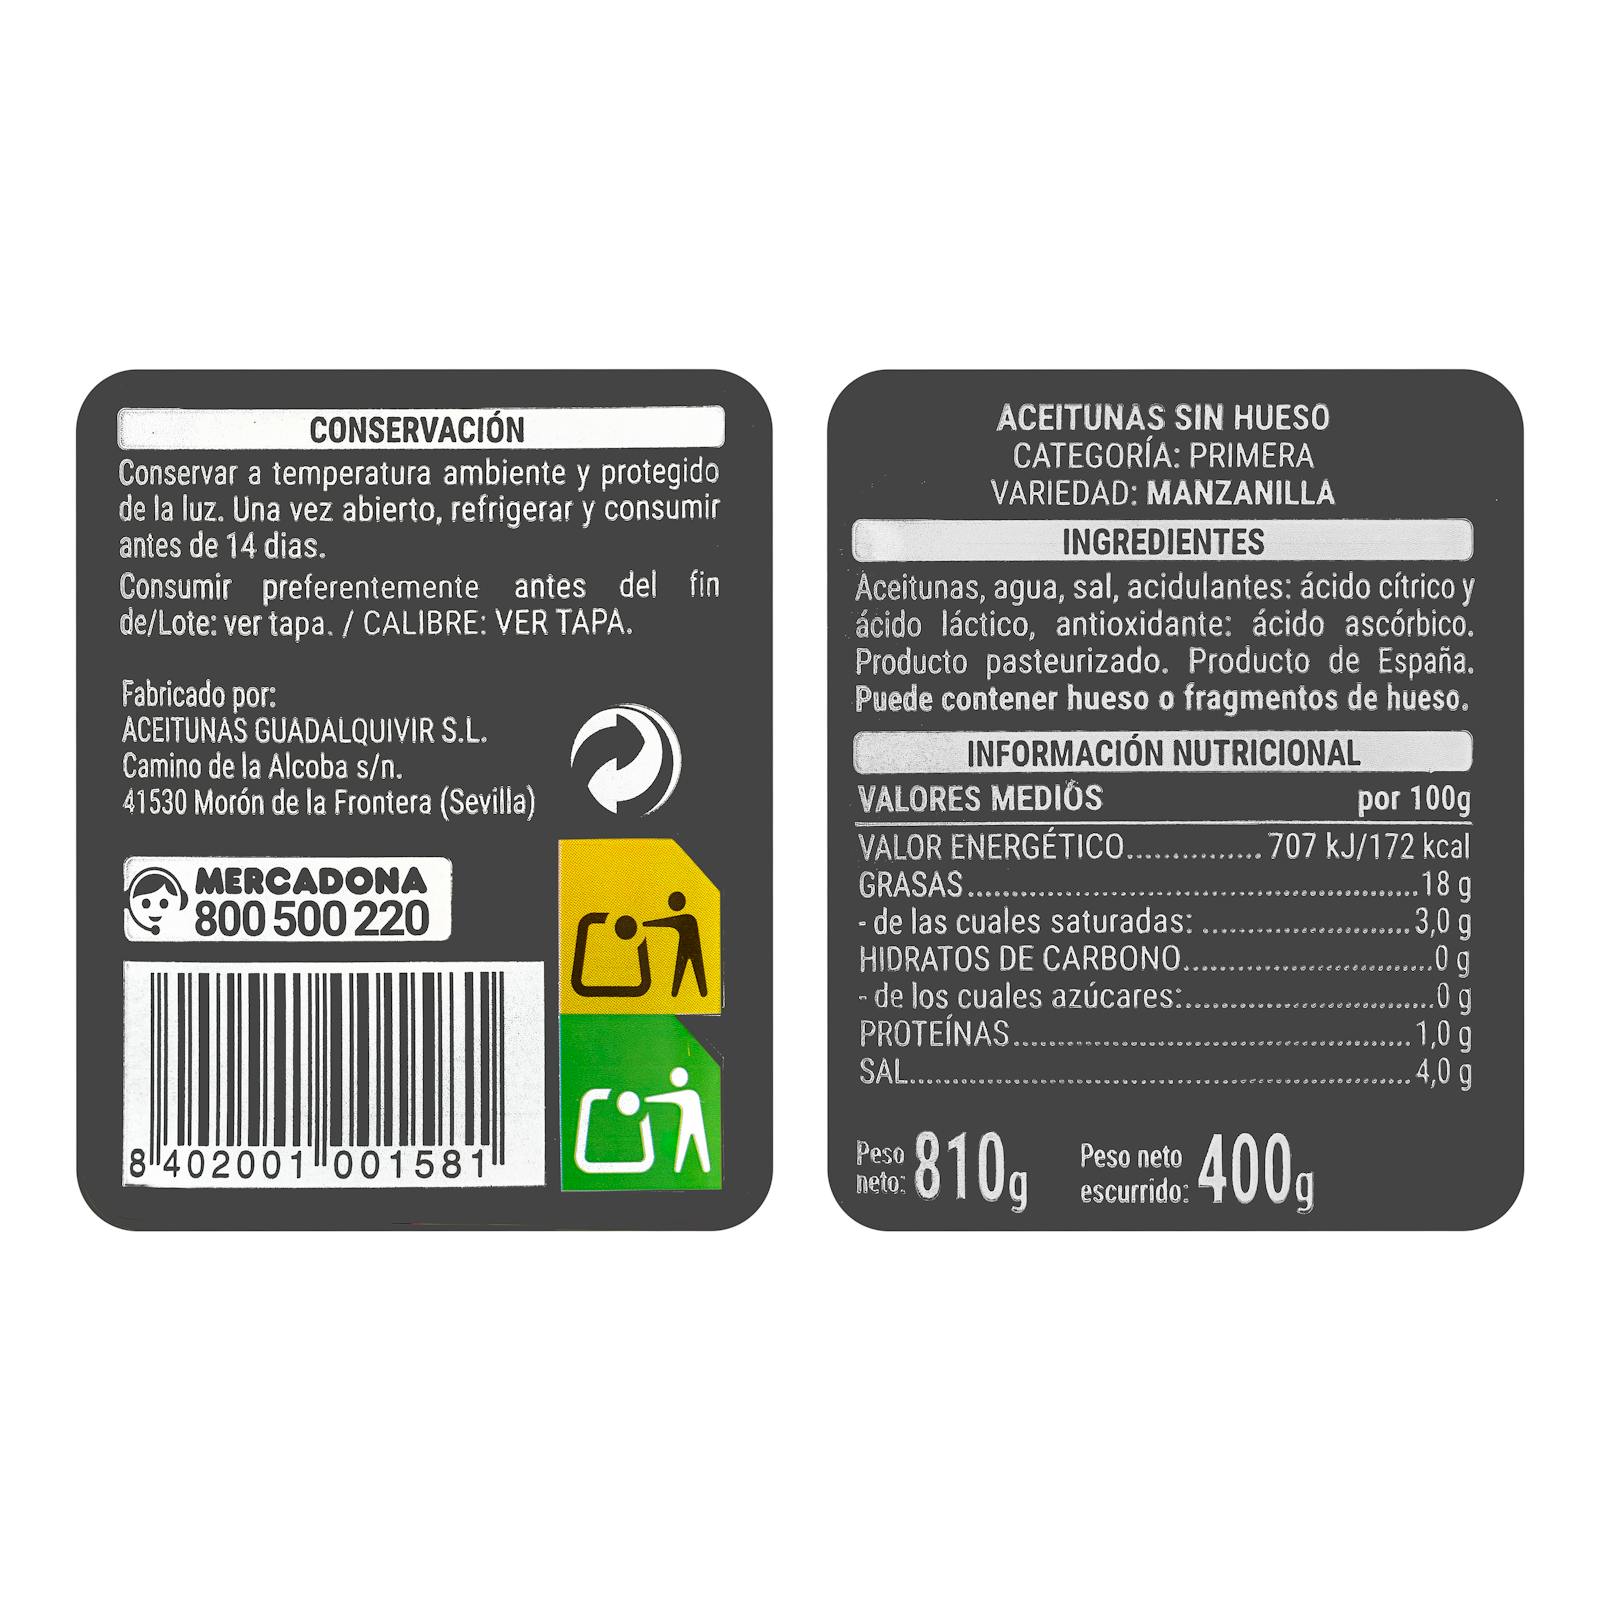 CONSERVACIÓN
Conservar a temperatura ambiente y protegido
de la luz. Una vez abierto, refrigerar y consumir
antes de 14 dias.
Consumir preferentemente antes del fin
de/Lote: ver tapa. / CALIBRE: VER TAPA.
Fabricado por:
ACEITUNAS GUADALQUIVIR S.L.
Camino de la Alcoba s/n.
41530 Morón de la Frontera (Sevilla)
MERCADONA
800 500 220
8 402001 001581
ACEITUNAS SIN HUESO
CATEGORÍA: PRIMERA
VARIEDAD: MANZANILLA
INGREDIENTES
Aceitunas, agua, sal, acidulantes: ácido cítrico y
ácido láctico, antioxidante: ácido ascórbico.
Producto pasteurizado. Producto de España.
Puede contener hueso o fragmentos de hueso.
INFORMACIÓN NUTRICIONAL
VALORES MEDIOS por 100g
VALOR ENERGÉTICO.............. 707 kJ/172 kcal
GRASAS.................................................18 g
- de las cuales saturadas: .......................3,0 g
HIDRATOS DE CARBONO...........................0 g
- de los cuales azúcares:...........................0 g
PROTEÍNAS...........................................1,0 g
SAL...................................................... 4,0 g
Peso neto: 810g
Peso neto escurrido: 400g